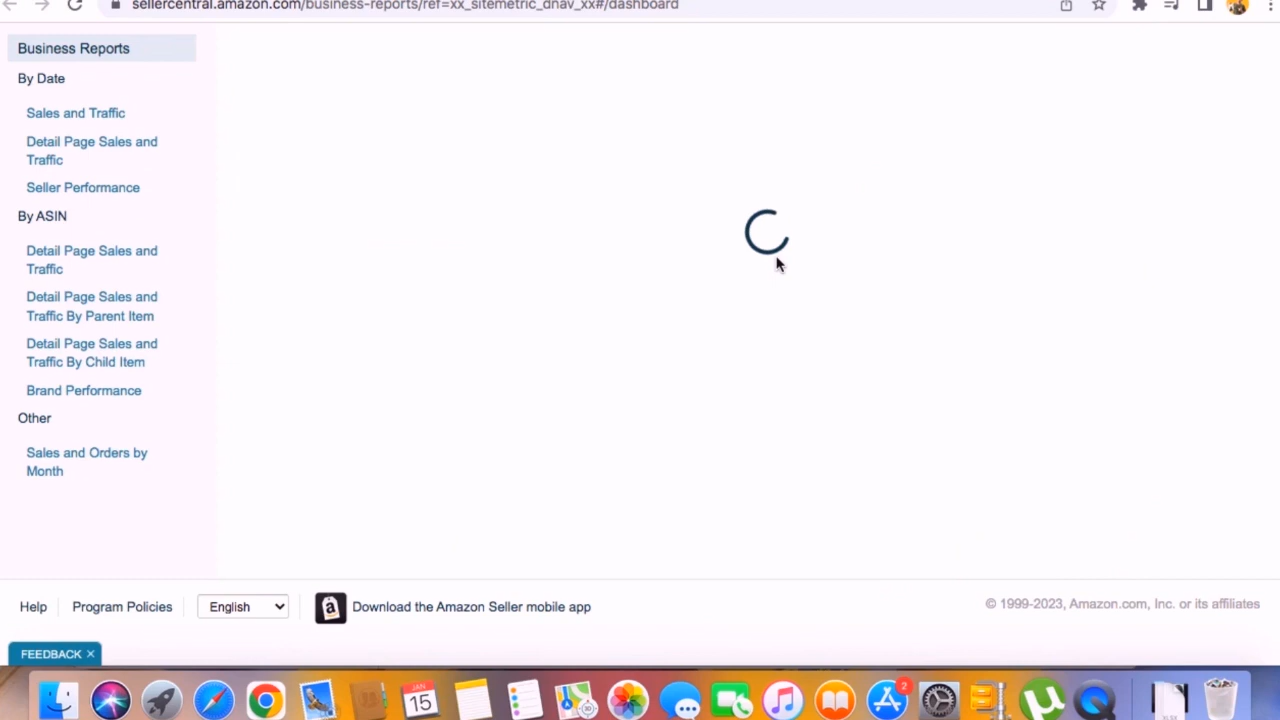 sellercentral.amazon.com/business-reports/ref=xx_sitemetric_dnav_xx#/dashboard
Business Reports
By Date
Sales and Traffic
Detail Page Sales and
Traffic
Seller Performance
By ASIN
Detail Page Sales and
Traffic
Detail Page Sales and
Traffic By Parent Item
Detail Page Sales and
Traffic By Child Item
Brand Performance
Other
Sales and Orders by
Month
Help
Program Policies
English
a
Download the Amazon Seller mobile app
© 1999-2023, Amazon.com, Inc. or its affiliates
FEEDBACK ×
JAN
15
2
XLSX